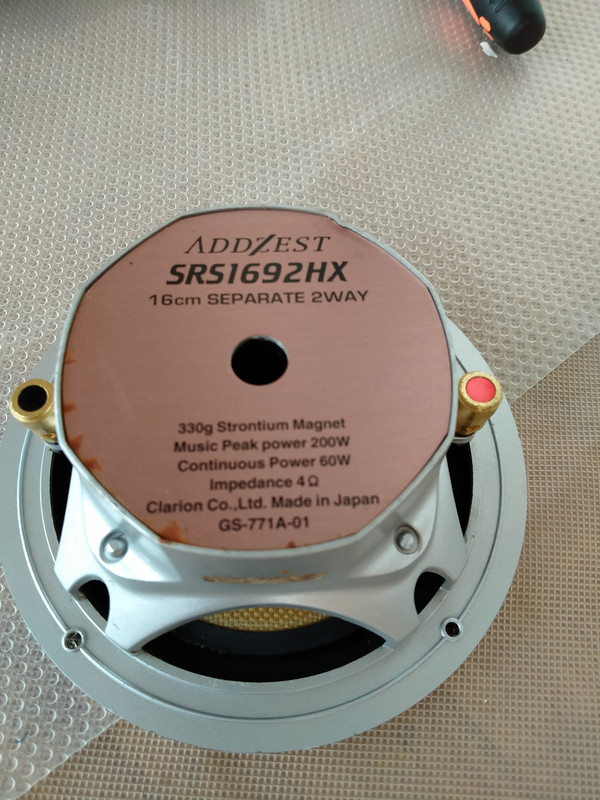 ADDZEST
SRS1692HX
16cm SEPARATE 2WAY
330g Strontium Magnet
Music Peak power 200W
Continuous Power 60W
Impedance 4Ω
Clarion Co.,Ltd. Made in Japan
GS-771A-01